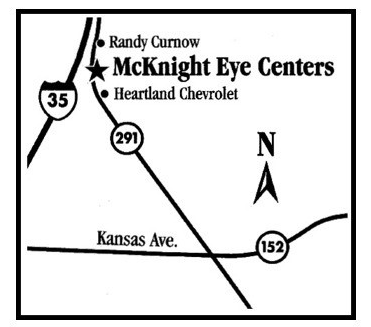 Randy Curnow
McKnight Eye Centers
Heartland Chevrolet
35
291
N
Kansas Ave.
152